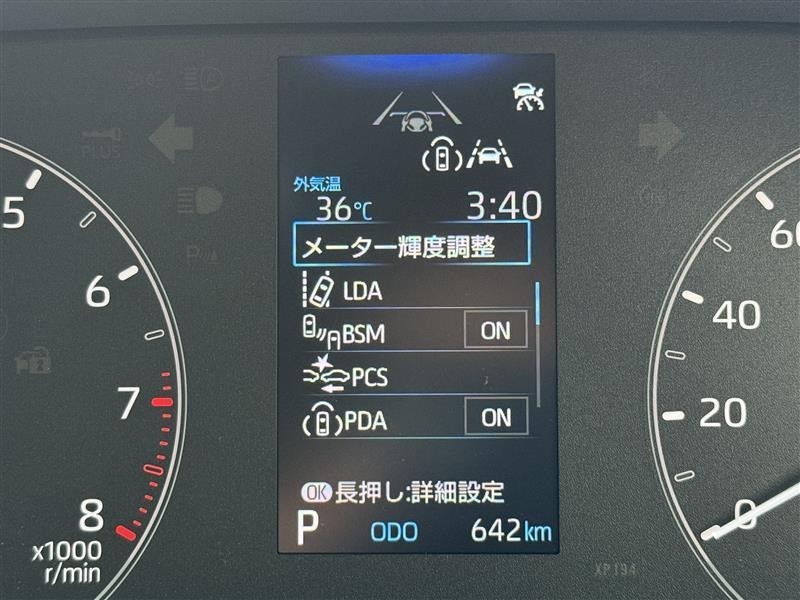 外気温
36℃ 3:40
メーター輝度調整
LDA
BSM ON
PCS
PDA ON
OK 長押し:詳細設定
P ODO 642km
5
6
7
8
x1000
r/min
60
40
20
0
PLUS
XP194